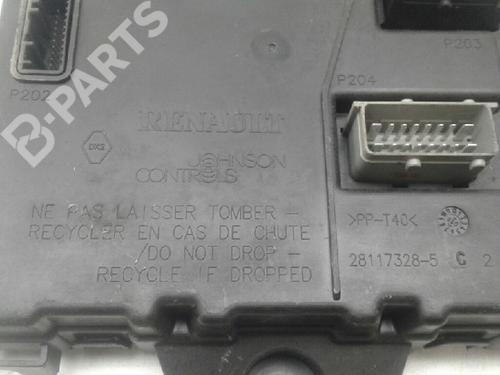 B-PARTS
P202
P203
P204
RENAULT
JOHNSON
CONTROLS
NE PAS LAISSER TOMBER -
RECYCLER EN CAS DE CHUTE
/DO NOT DROP -
RECYCLE IF DROPPED
>PP-T40<
28117328-5 C 2